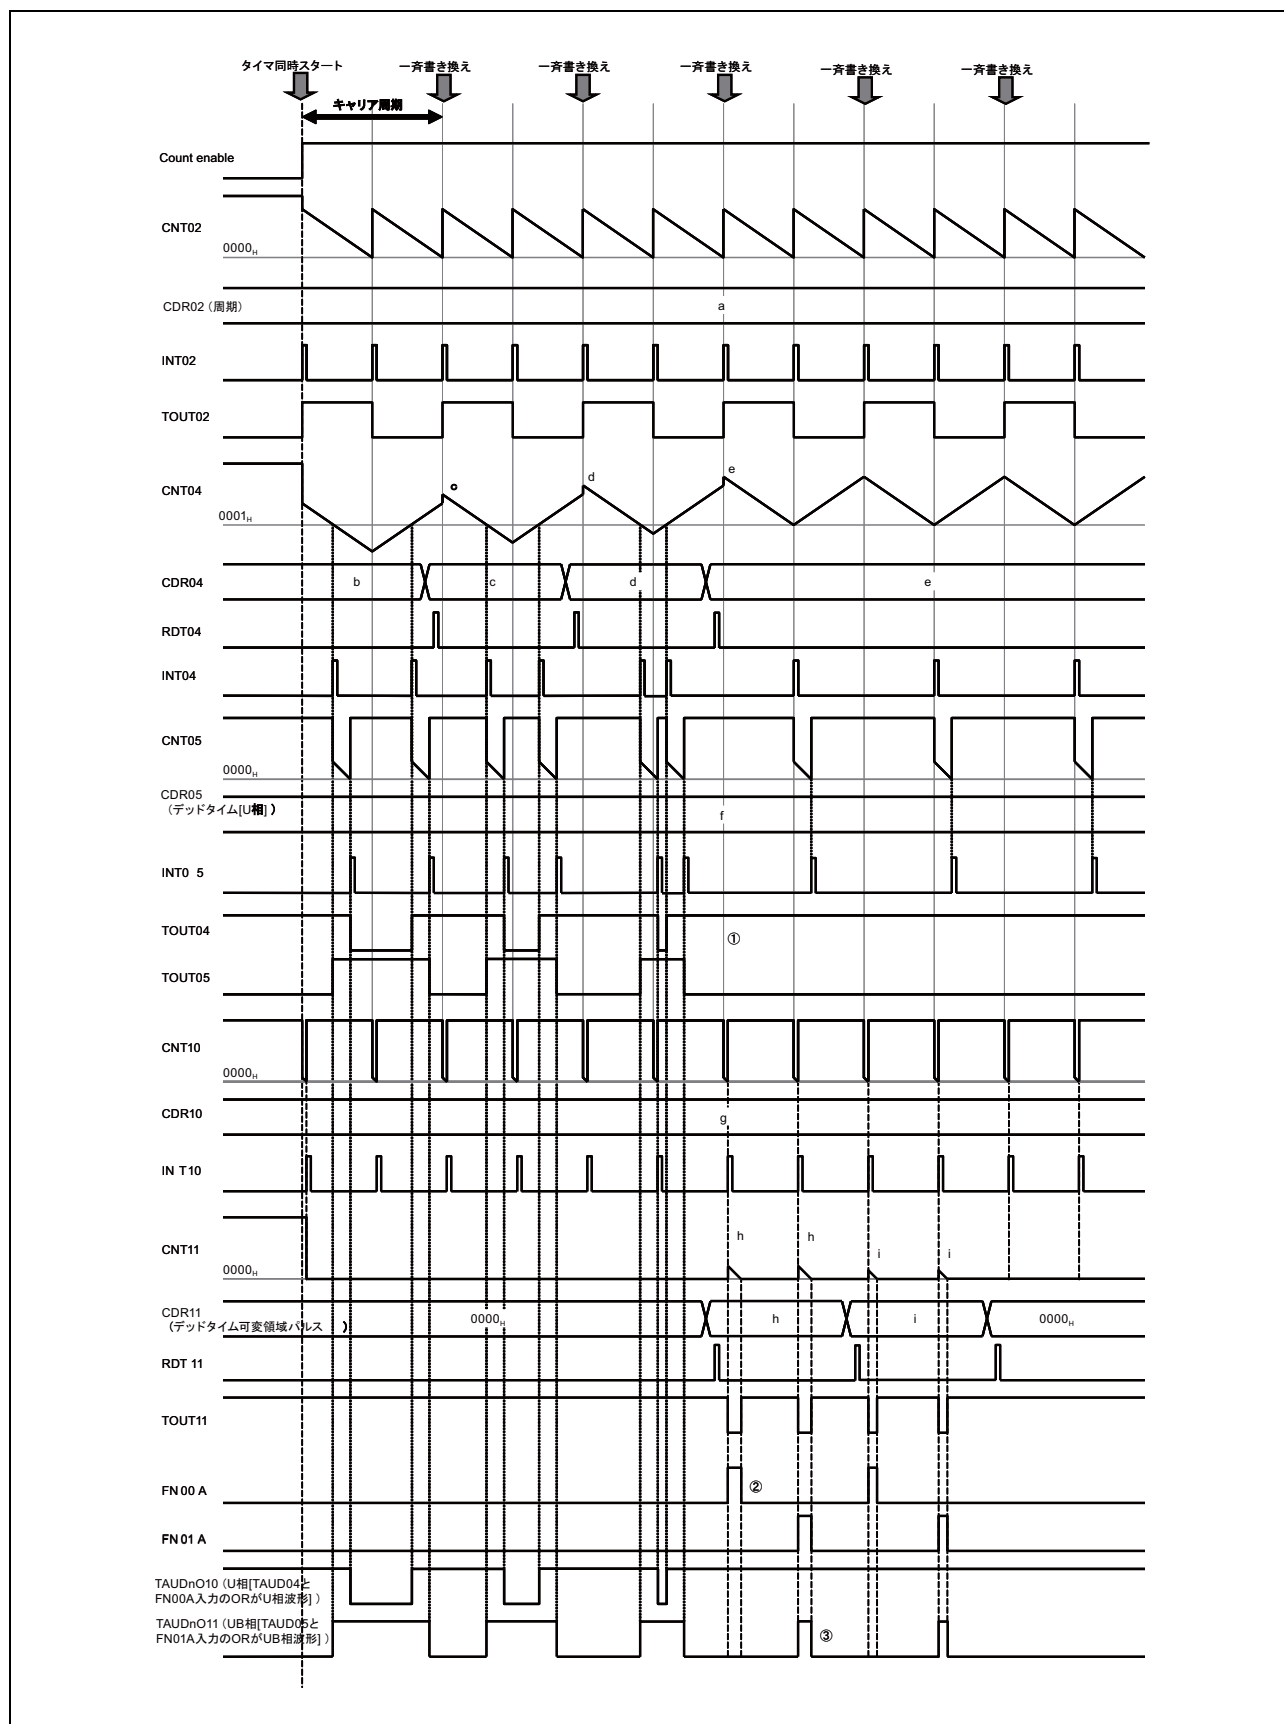 タイマ同時スタート 一斉書き換え 一斉書き換え 一斉書き換え 一斉書き換え 一斉書き換え
キャリア周期
Count enable
CNT02
0000H
CDR02 (周期) a
INT02
TOUT02
CNT04 c d e
0001H
CDR04 b c d e
RDT04
INT04
CNT05
0000H
CDR05
(デッドタイム[U相] )
f
INT0 5
TOUT04 ①
TOUT05
CNT10
0000H
CDR10 g
IN T10
CNT11 h h i i
0000H
CDR11 0000H h i 0000H
(デッドタイム可変領域パルス )
RDT 11
TOUT11
FN 00 A ②
FN 01 A
TAUDnO10 (U相[TAUD04と
FN00A入力のORがU相波形] )
TAUDnO11 (UB相[TAUD05と
FN01A入力のORがUB相波形] ) ③